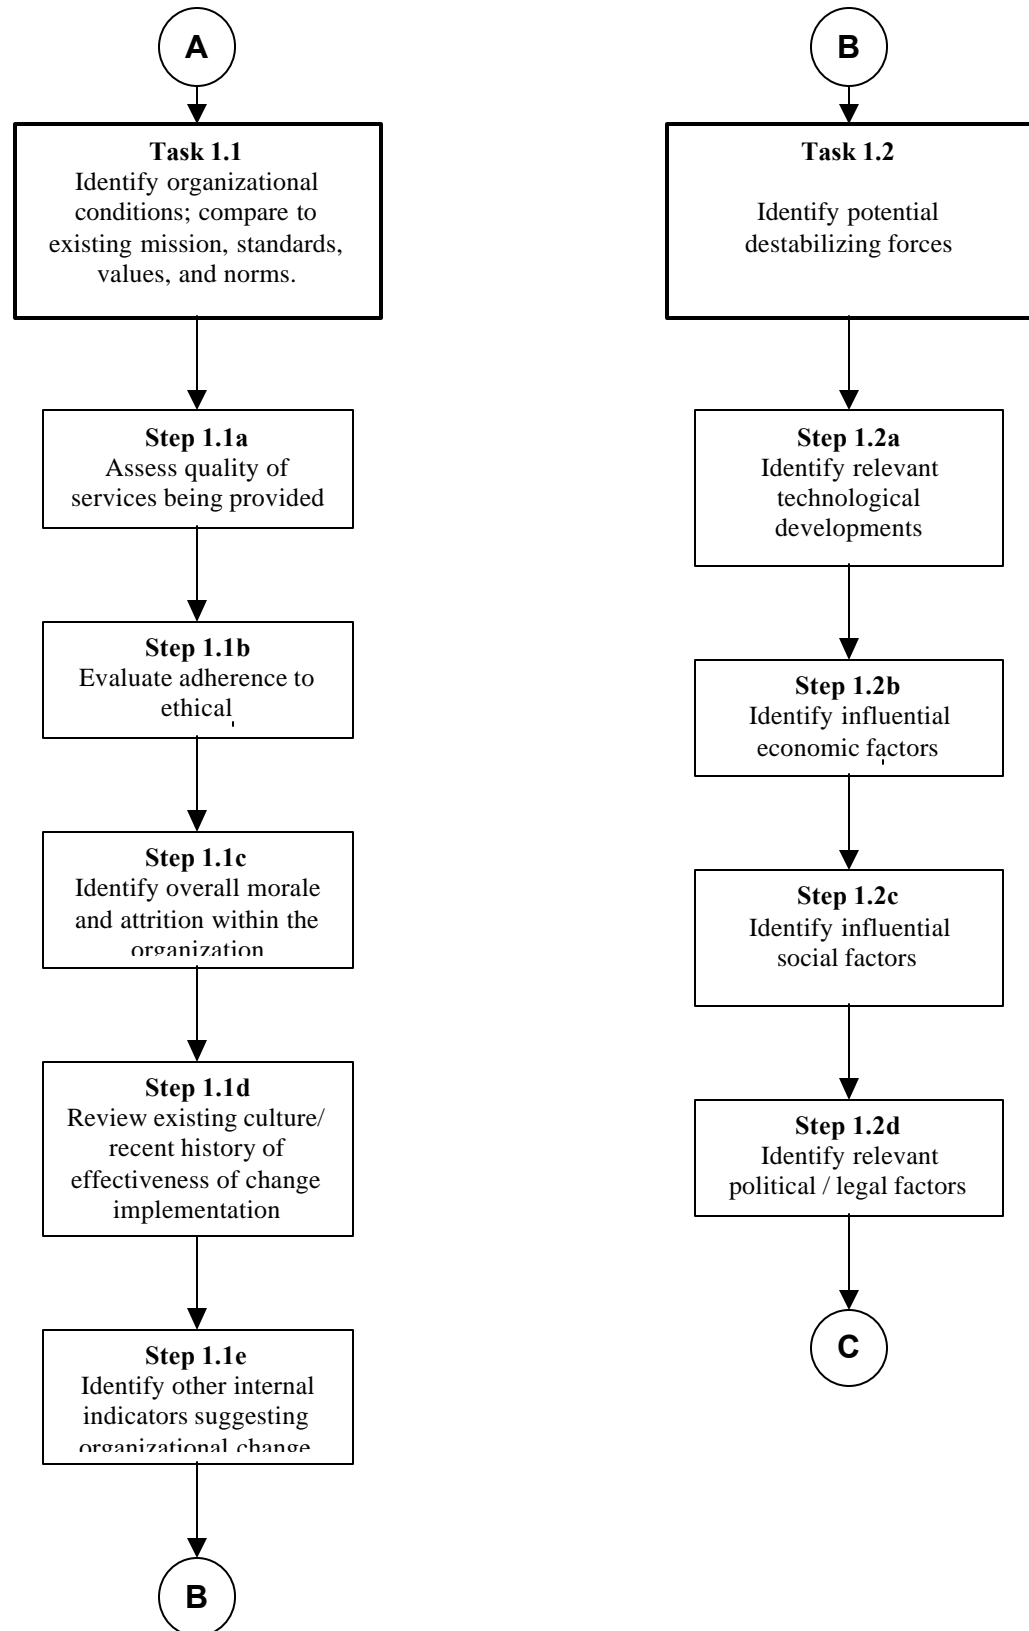 A
Task 1.1
Identify organizational
conditions; compare to
existing mission, standards,
values, and norms.
Step 1.1a
Assess quality of
services being provided
Step 1.1b
Evaluate adherence to
ethical
Step 1.1c
Identify overall morale
and attrition within the
organization
Step 1.1d
Review existing culture/
recent history of
effectiveness of change
implementation
Step 1.1e
Identify other internal
indicators suggesting
organizational change
B
B
Task 1.2
Identify potential
destabilizing forces
Step 1.2a
Identify relevant
technological
developments
Step 1.2b
Identify influential
economic factors
Step 1.2c
Identify influential
social factors
Step 1.2d
Identify relevant
political / legal factors
C